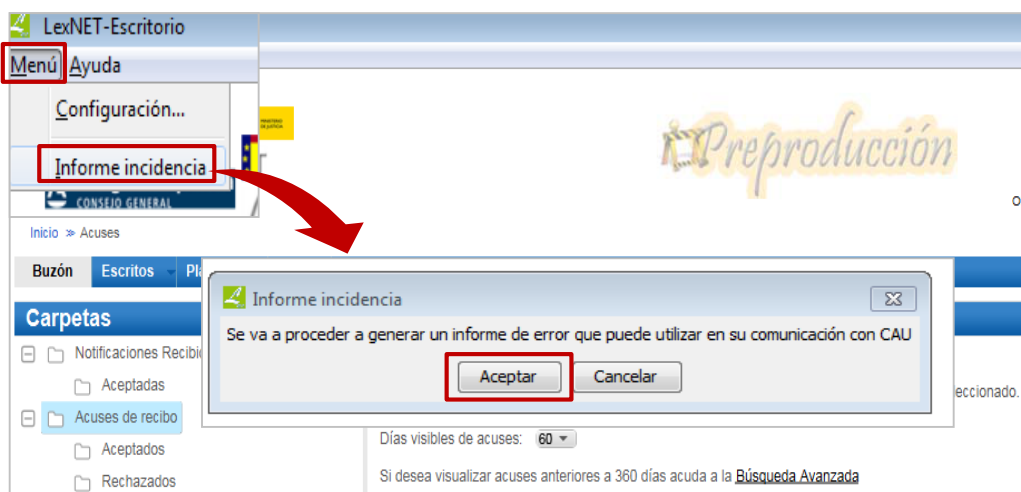 LexNET-Escritorio
Menú Ayuda
Configuración...
Informe incidencia
MINISTERIO
DE JUSTICIA
Preproducción
CONSEJO GENERAL
Inicio ≫ Acuses
Buzón Escritos
Carpetas
Notificaciones
Aceptadas
Acuses de recibo
Aceptados
Rechazados
Informe incidencia
Se va a proceder a generar un informe de error que puede utilizar en su comunicación con CAU
Aceptar Cancelar
eccionado.
Días visibles de acuses: 60
Si desea visualizar acuses anteriores a 360 días acuda a la Búsqueda Avanzada